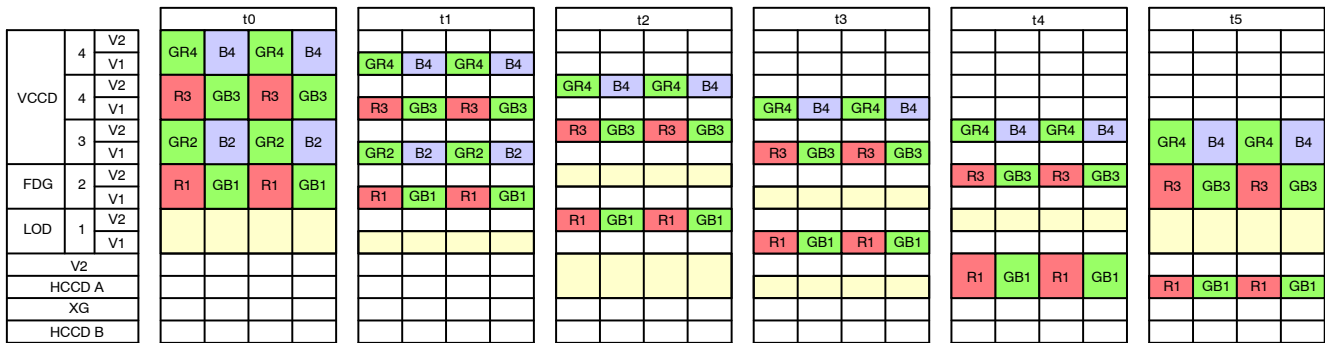 t0 t1 t2 t3 t4 t5
VCCD 4 V2 GR4 B4 GR4 B4
V1 GR4 B4 GR4 B4
4 V2 R3 GB3 R3 GB3 GR4 B4 GR4 B4
V1 R3 GB3 R3 GB3 GR4 B4 GR4 B4
3 V2 GR2 B2 GR2 B2 R3 GB3 R3 GB3 GR4 B4 GR4 B4 GR4 B4 GR4 B4
V1 GR2 B2 GR2 B2 R3 GB3 R3 GB3
FDG 2 V2 R1 GB1 R1 GB1 R3 GB3 R3 GB3 R3 GB3 R3 GB3
V1 R1 GB1 R1 GB1
LOD 1 V2 R1 GB1 R1 GB1
V1 R1 GB1 R1 GB1
V2 R1 GB1 R1 GB1
HCCD A R1 GB1 R1 GB1
XG
HCCD B